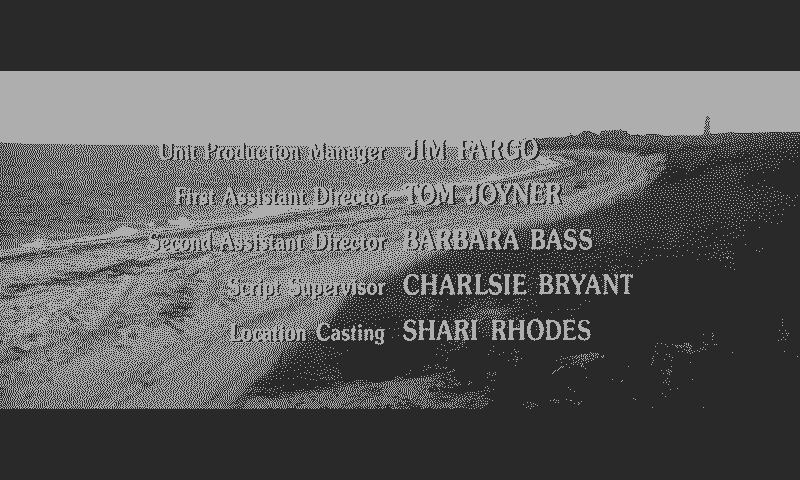 Unit Production Manager JIM FARGO
First Assistant Director TOM JOYNER
Second Assistant Director BARBARA BASS
Script Supervisor CHARLSIE BRYANT
Location Casting SHARI RHODES